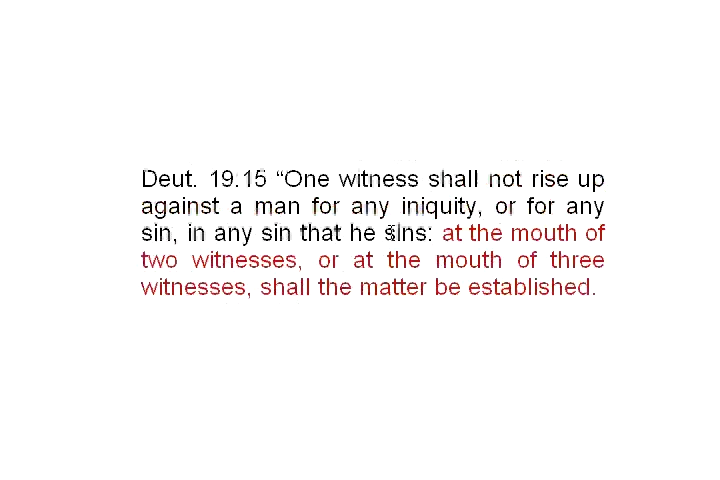 Deut. 19.15 “One witness shall not rise up
against a man for any iniquity, or for any
sin, in any sin that he sins: at the mouth of
two witnesses, or at the mouth of three
witnesses, shall the matter be established.